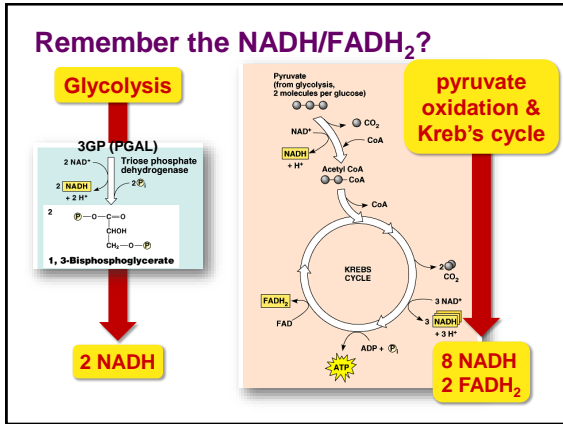 Remember the NADH/FADH₂?
Glycolysis
3GP (PGAL)
2 NAD⁺
Triose phosphate
dehydrogenase
2 NADH
+ 2 H⁺
2 Pi
2
P—O—C=O
CHOH
CH₂—O—P
1, 3-Bisphosphoglycerate
2 NADH
Pyruvate
(from glycolysis,
2 molecules per glucose)
CO₂
NAD⁺
CoA
NADH
+ H⁺
Acetyl CoA
CoA
CoA
KREBS
CYCLE
2
CO₂
FADH₂
FAD
3 NAD⁺
3 NADH
+ 3 H⁺
ADP + Pi
ATP
pyruvate
oxidation &
Kreb's cycle
8 NADH
2 FADH₂